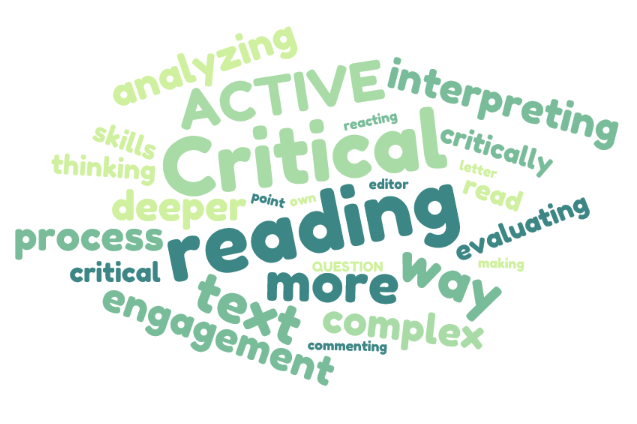 analyzing
ACTIVE
interpreting
reacting
Critical
critically
skills
thinking
letter
read
editor
deeper
point
own
reading
evaluating
process
critical
QUESTION
more
way
making
text
engagement
complex
commenting